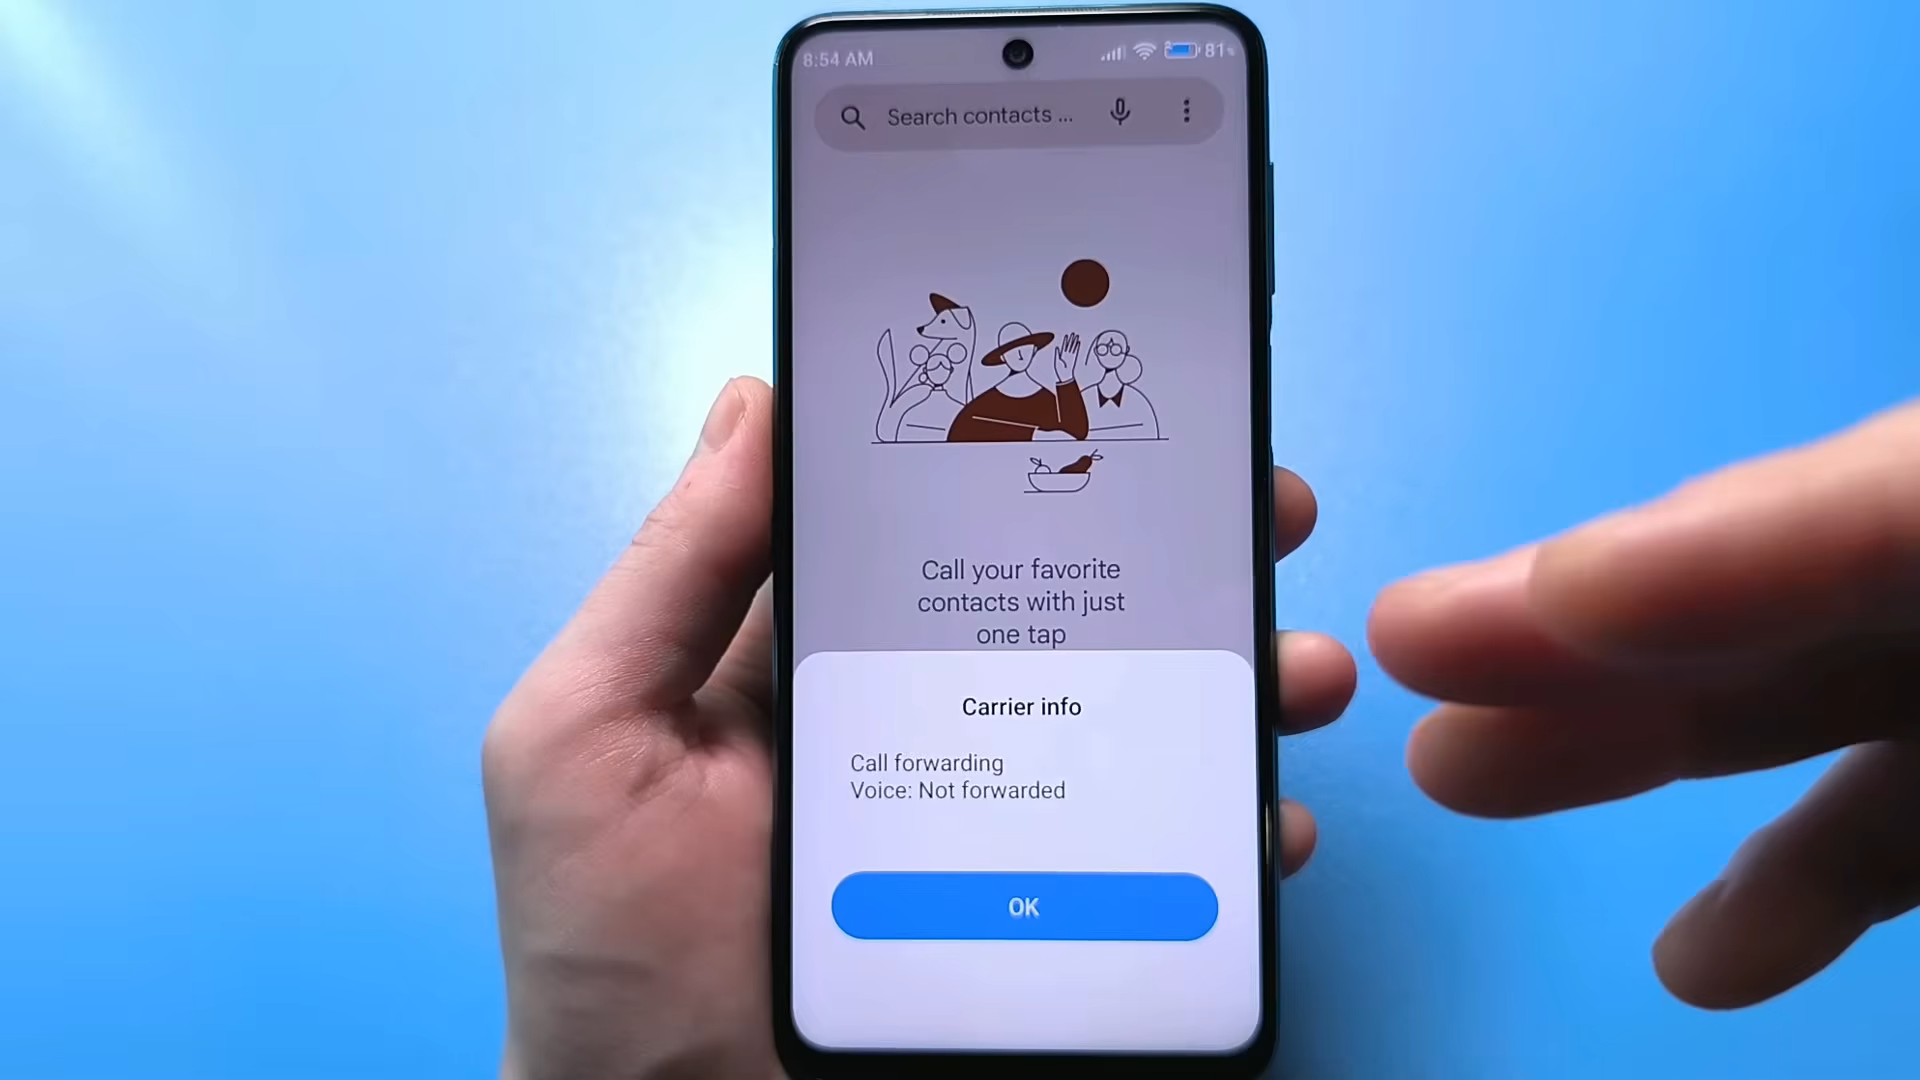 8:54 AM
81%
Search contacts ...
Call your favorite
contacts with just
one tap
Carrier info
Call forwarding
Voice: Not forwarded
OK